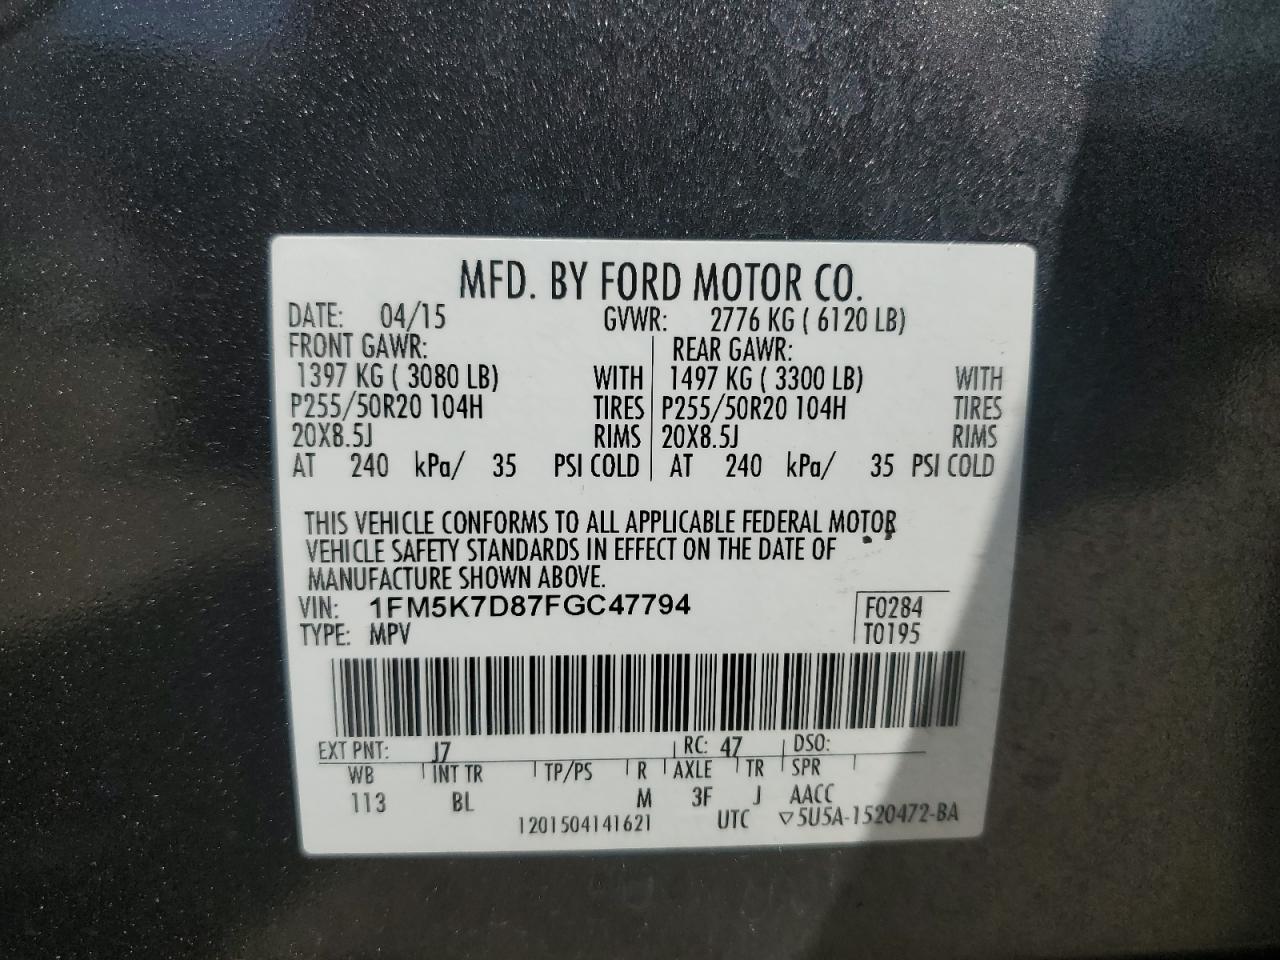 MFD. BY FORD MOTOR CO.
DATE: 04/15 GVWR: 2776 KG ( 6120 LB)
FRONT GAWR: REAR GAWR:
1397 KG ( 3080 LB) WITH 1497 KG ( 3300 LB) WITH
P255/50R20 104H TIRES P255/50R20 104H TIRES
20X8.5J RIMS 20X8.5J RIMS
AT 240 kPa/ 35 PSI COLD AT 240 kPa/ 35 PSI COLD
THIS VEHICLE CONFORMS TO ALL APPLICABLE FEDERAL MOTOR
VEHICLE SAFETY STANDARDS IN EFFECT ON THE DATE OF
MANUFACTURE SHOWN ABOVE.
VIN: 1FM5K7D87FGC47794 F0284
TYPE: MPV T0195
EXT PNT: J7 RC: 47 DSO:
WB INT TR TP/PS R AXLE TR SPR
113 BL M 3F J AACC
1201504141621 UTC ▽5U5A-1520472-BA